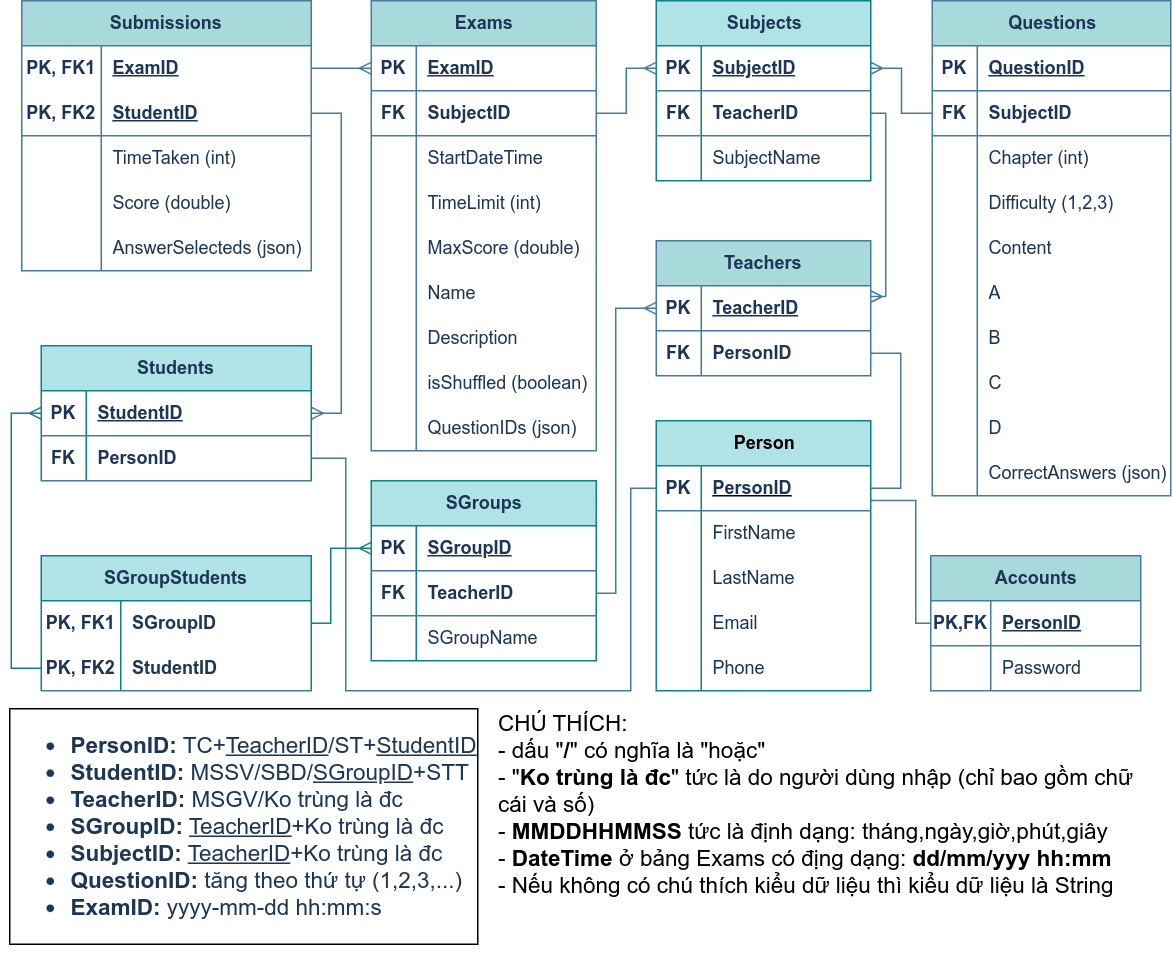 Submissions
PK, FK1 ExamID
PK, FK2 StudentID
TimeTaken (int)
Score (double)
AnswerSelecteds (json)
Exams
PK ExamID
FK SubjectID
StartDateTime
TimeLimit (int)
MaxScore (double)
Name
Description
isShuffled (boolean)
QuestionIDs (json)
Subjects
PK SubjectID
FK TeacherID
SubjectName
Questions
PK QuestionID
FK SubjectID
Chapter (int)
Difficulty (1,2,3)
Content
A
B
C
D
CorrectAnswers (json)
Teachers
PK TeacherID
FK PersonID
Students
PK StudentID
FK PersonID
Person
PK PersonID
FirstName
LastName
Email
Phone
SGroups
PK SGroupID
FK TeacherID
SGroupName
SGroupStudents
PK, FK1 SGroupID
PK, FK2 StudentID
Accounts
PK,FK PersonID
Password
• PersonID: TC+TeacherID/ST+StudentID
• StudentID: MSSV/SBD/SGroupID+STT
• TeacherID: MSGV/Ko trùng là đc
• SGroupID: TeacherID+Ko trùng là đc
• SubjectID: TeacherID+Ko trùng là đc
• QuestionID: tăng theo thứ tự (1,2,3,...)
• ExamID: yyyy-mm-dd hh:mm:s
CHÚ THÍCH:
- dấu "/" có nghĩa là "hoặc"
- "Ko trùng là đc" tức là do người dùng nhập (chỉ bao gồm chữ
cái và số)
- MMDDHHMMSS tức là định dạng: tháng,ngày,giờ,phút,giây
- DateTime ở bảng Exams có địng dạng: dd/mm/yyy hh:mm
- Nếu không có chú thích kiểu dữ liệu thì kiểu dữ liệu là String